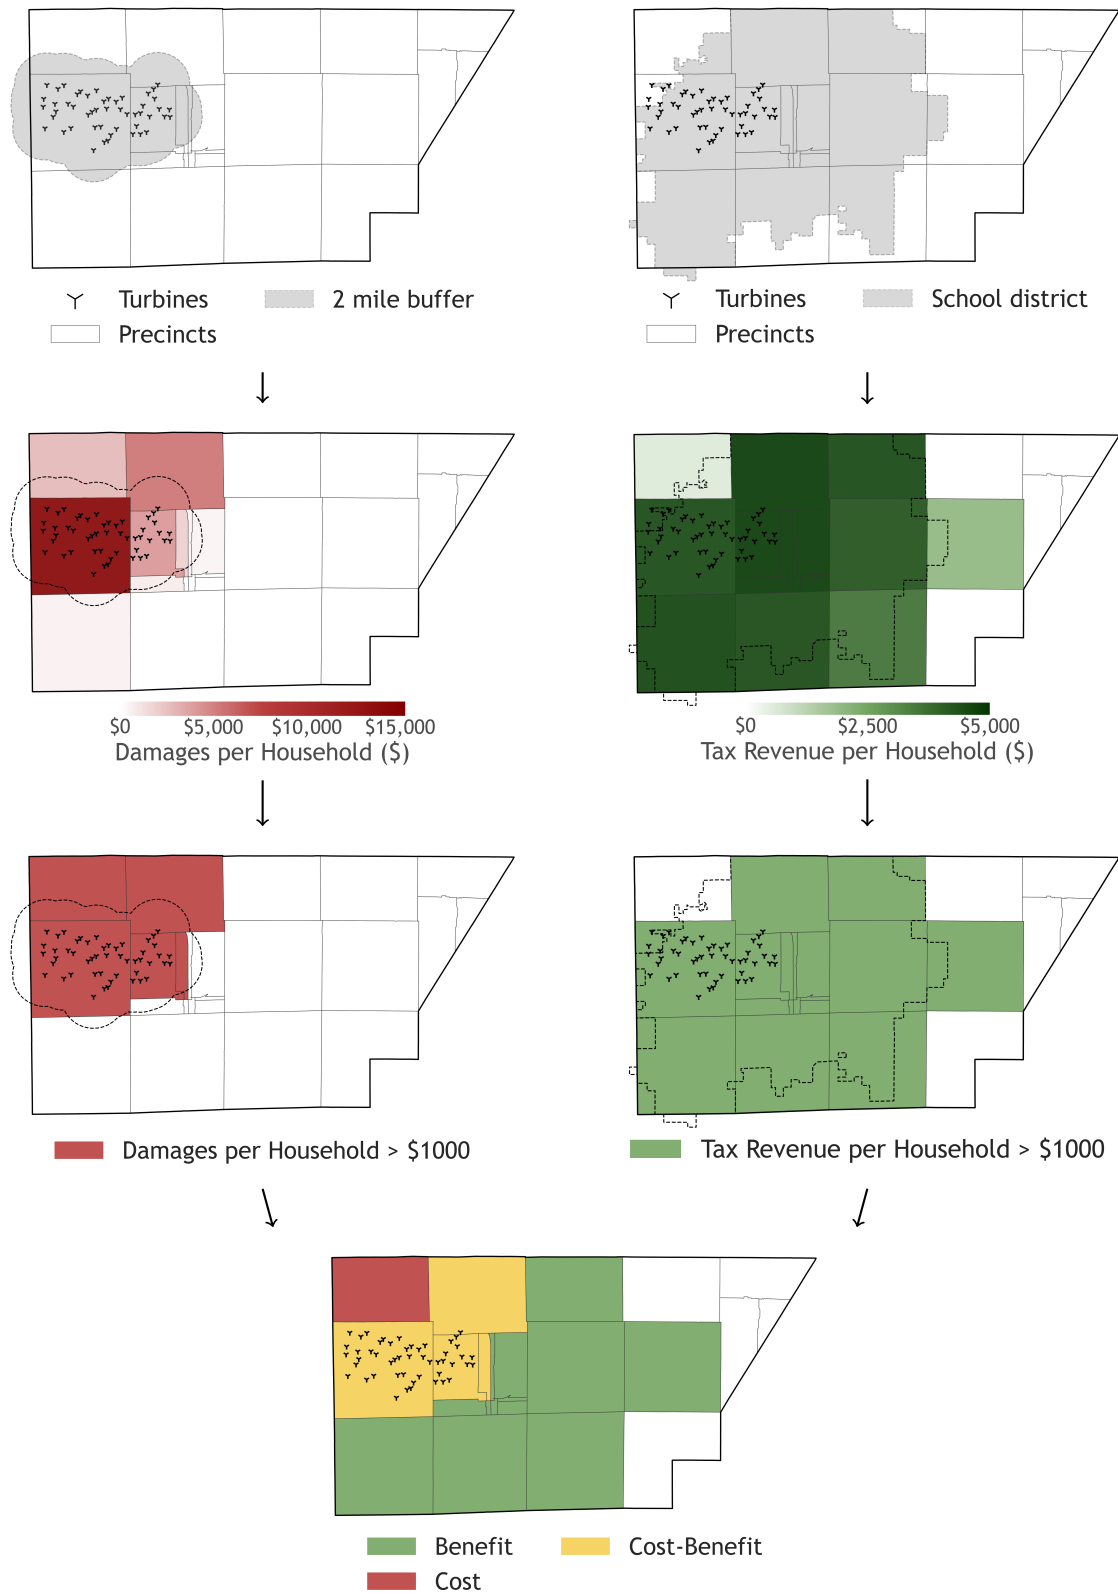 Turbines
2 mile buffer
Precincts
Turbines
School district
Precincts
$0 $5,000 $10,000 $15,000
Damages per Household ($)
$0 $2,500 $5,000
Tax Revenue per Household ($)
Damages per Household > $1000
Tax Revenue per Household > $1000
Benefit
Cost-Benefit
Cost